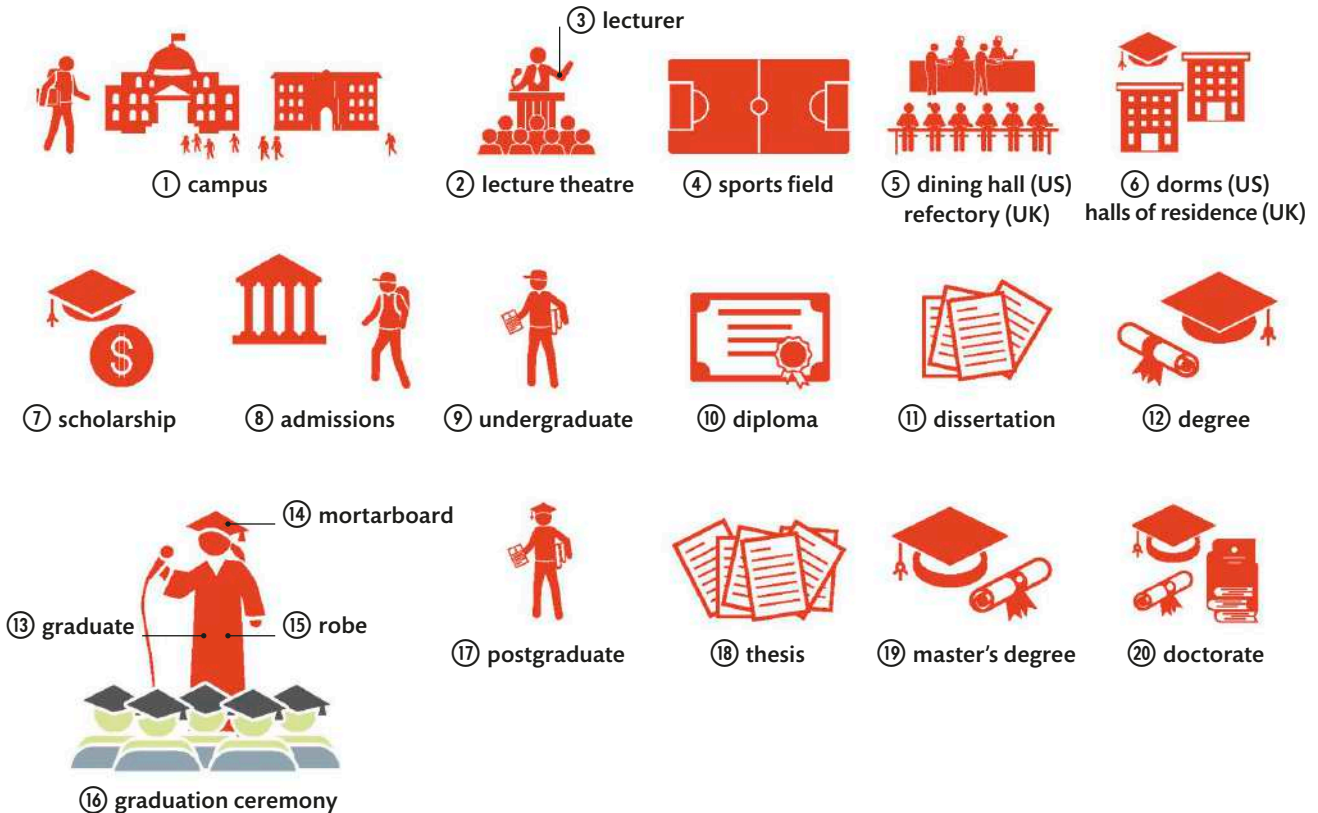 ③ lecturer
① campus
② lecture theatre
④ sports field
⑤ dining hall (US)
refectory (UK)
⑥ dorms (US)
halls of residence (UK)
$
⑦ scholarship
⑧ admissions
⑨ undergraduate
⑩ diploma
⑪ dissertation
⑫ degree
⑭ mortarboard
⑬ graduate
⑮ robe
⑯ graduation ceremony
⑰ postgraduate
⑱ thesis
⑲ master's degree
⑳ doctorate